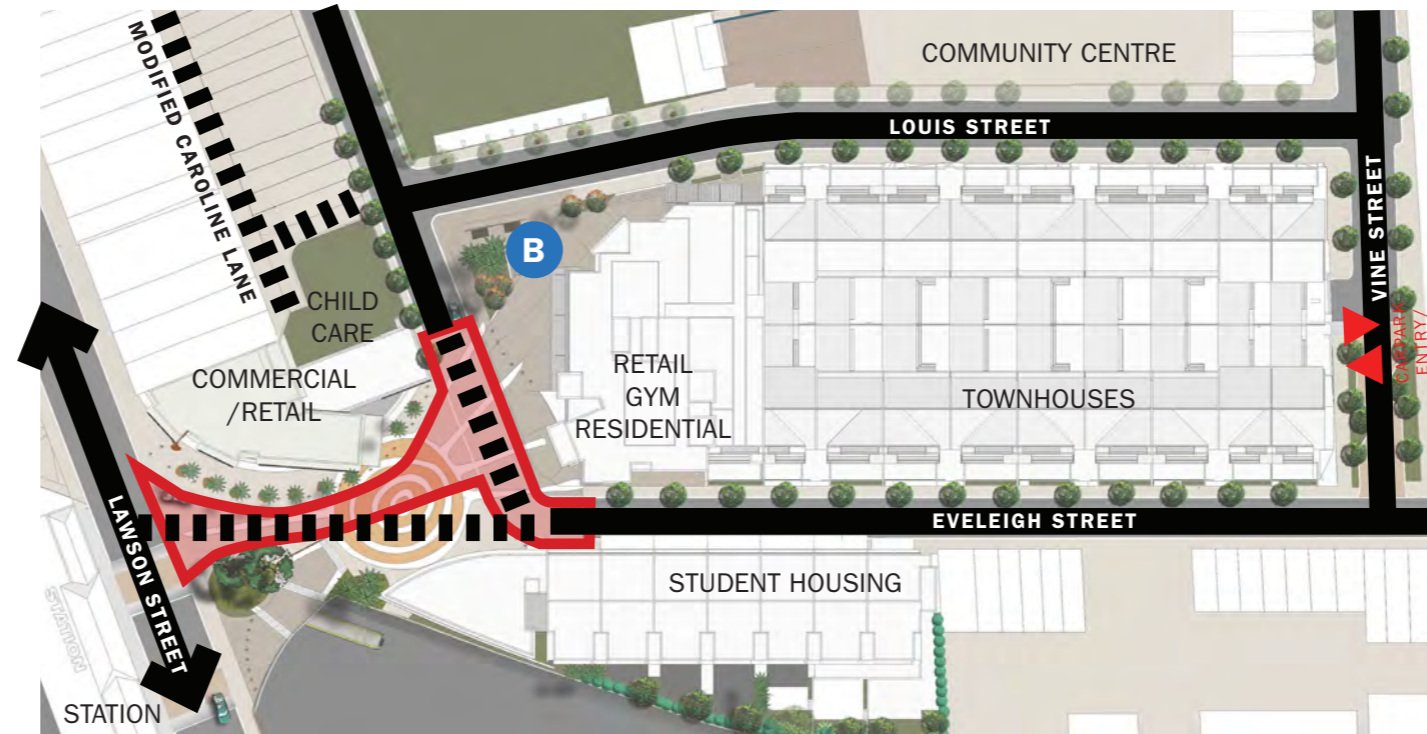 MODIFIED CAROLINE LANE
COMMUNITY CENTRE
LOUIS STREET
VINE STREET
B
CHILD
CARE
COMMERCIAL
/RETAIL
RETAIL
GYM
RESIDENTIAL
TOWNHOUSES
CARPARK
ENTRY/
LAWSON STREET
EVELEIGH STREET
STUDENT HOUSING
STATION
STATION